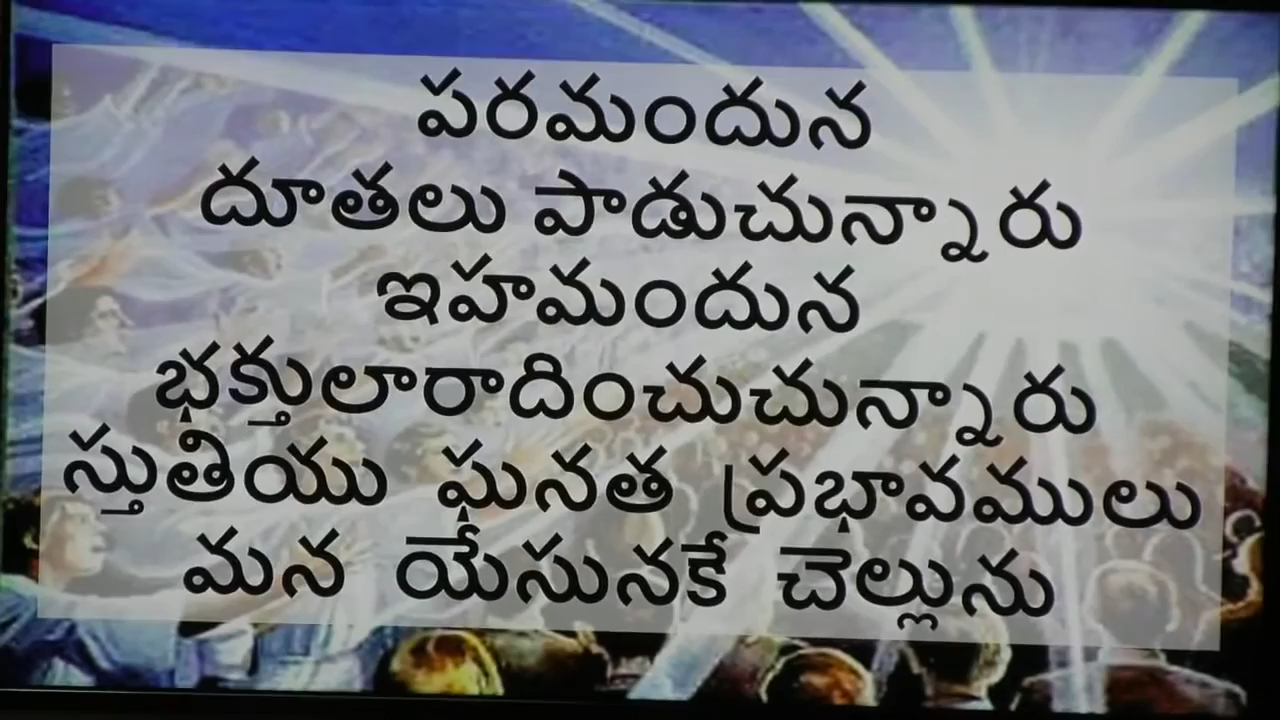 పరమందున
దూతలు పాడుచున్నారు
ఇహమందున
భక్తులారాదించుచున్నారు
స్తుతియు ఘనత ప్రభావములు
మన యేసునకే చెల్లును